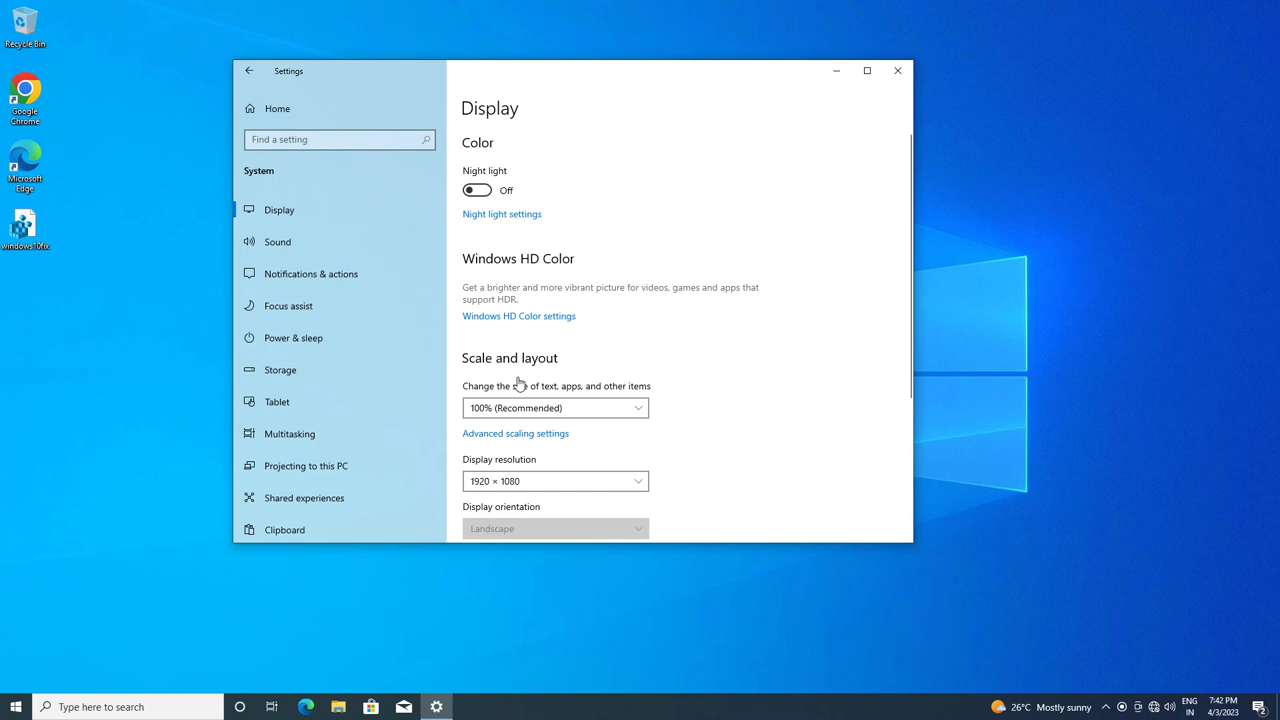 Recycle Bin
Google
Chrome
Microsoft
Edge
windows10fix
Settings
Home
Find a setting
System
Display
Sound
Notifications & actions
Focus assist
Power & sleep
Storage
Tablet
Multitasking
Projecting to this PC
Shared experiences
Clipboard
Display
Color
Night light
Off
Night light settings
Windows HD Color
Get a brighter and more vibrant picture for videos, games and apps that
support HDR.
Windows HD Color settings
Scale and layout
Change the of text, apps, and other items
100% (Recommended)
Advanced scaling settings
Display resolution
1920 × 1080
Display orientation
Landscape
Type here to search
26°C Mostly sunny
ENG
IN
7:42 PM
4/3/2023
2